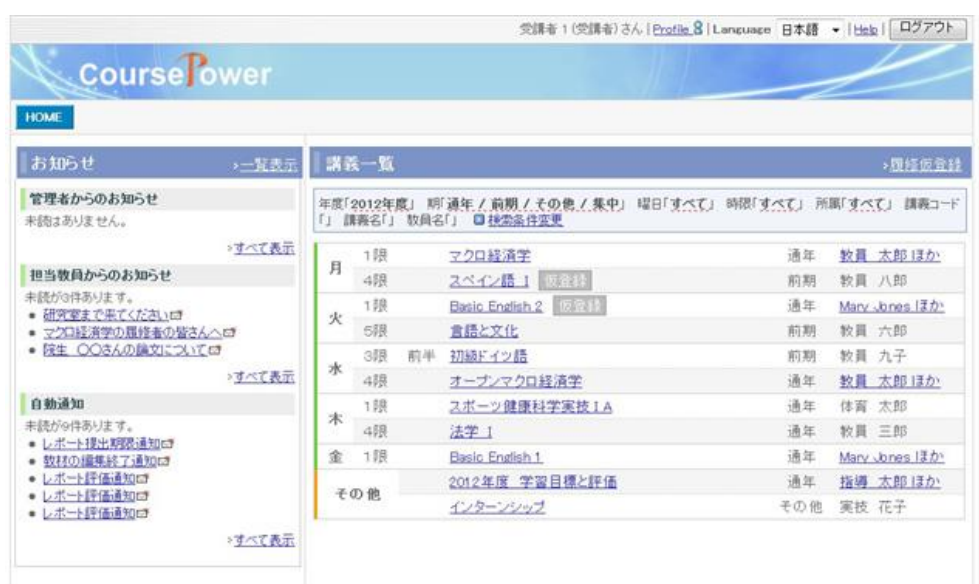 受講者 1 (受講者) さん | Profile | Language 日本語 | Help | ログアウト
CoursePower
HOME
お知らせ >一覧表示
管理者からのお知らせ
未読はありません。
>すべて表示
担当教員からのお知らせ
未読が3件あります。
研究室まで来てください
マクロ経済学の履修者の皆さんへ
院生 〇〇さんの論文について
>すべて表示
自動通知
未読が9件あります。
レポート提出期限通知
教材の編集終了通知
レポート評価通知
レポート評価通知
レポート評価通知
>すべて表示
講義一覧 >履修仮登録
年度「2012年度」 期「通年 / 前期 / その他 / 集中」 曜日「すべて」 時限「すべて」 所属「すべて」 講義コード
「」 講義名「」 教員名「」 検索条件変更
月 1限 マクロ経済学 通年 教員 太郎 ほか
4限 スペイン語 I 仮登録 前期 教員 八郎
火 1限 Basic English 2 仮登録 通年 Mary Jones ほか
5限 言語と文化 前期 教員 六郎
水 3限 前半 初級ドイツ語 前期 教員 九子
4限 オープンマクロ経済学 通年 教員 太郎 ほか
木 1限 スポーツ健康科学実技 I A 通年 体育 太郎
4限 法学 I 通年 教員 三郎
金 1限 Basic English 1 通年 Mary Jones ほか
その他 2012年度 学習目標と評価 通年 指導 太郎 ほか
インターンシップ その他 実技 花子